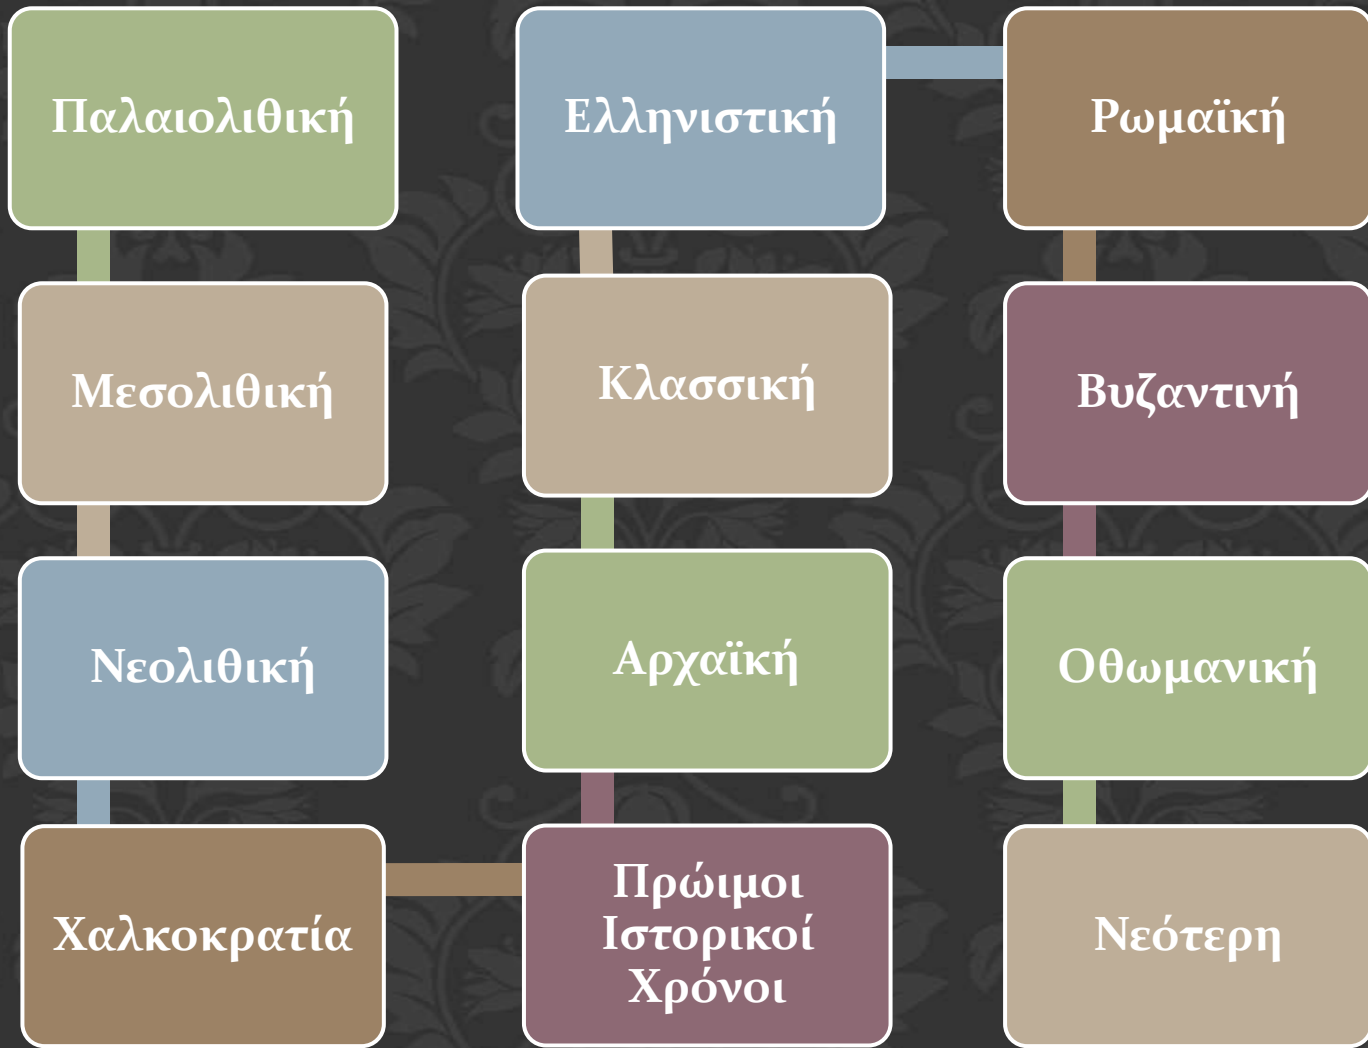 Παλαιολιθική
Μεσολιθική
Νεολιθική
Χαλκοκρατία
Πρώιμοι
Ιστορικοί
Χρόνοι
Αρχαϊκή
Κλασσική
Ελληνιστική
Ρωμαϊκή
Βυζαντινή
Οθωμανική
Νεότερη